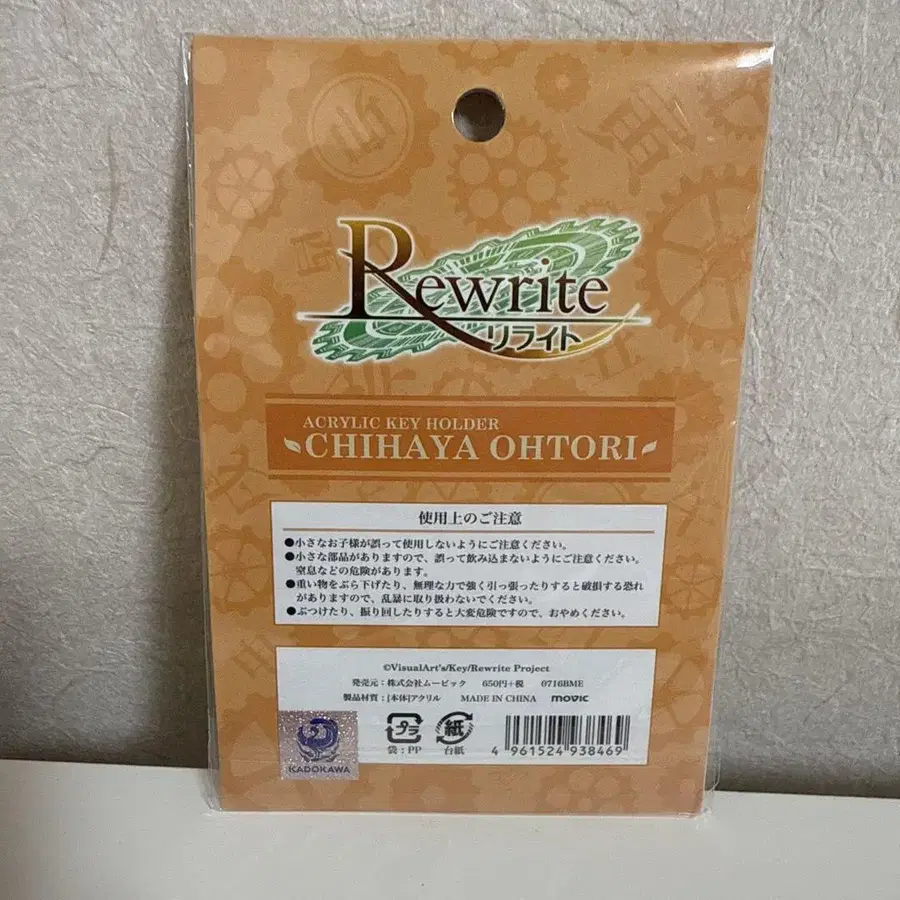 Rewrite
リライト
ACRYLIC KEY HOLDER
CHIHAYA OHTORI
使用上のご注意
●小さなお子様が誤って使用しないようにご注意ください。
●小さな部品がありますので、誤って飲み込まないようにご注意ください。
窒息などの危険があります。
●重い物をぶら下げたり、無理な力で強く引っ張ったりすると破損する恐れ
がありますので、乱暴に取り扱わないでください。
●ぶつけたり、振り回したりすると大変危険ですので、おやめください。
©VisualArt's/Key/Rewrite Project
発売元：株式会社ムービック 650円+税 0716BME
製品材質：[本体]アクリル MADE IN CHINA movic
プラ 紙
袋：PP 台紙
4 961524 938469
KADOKAWA